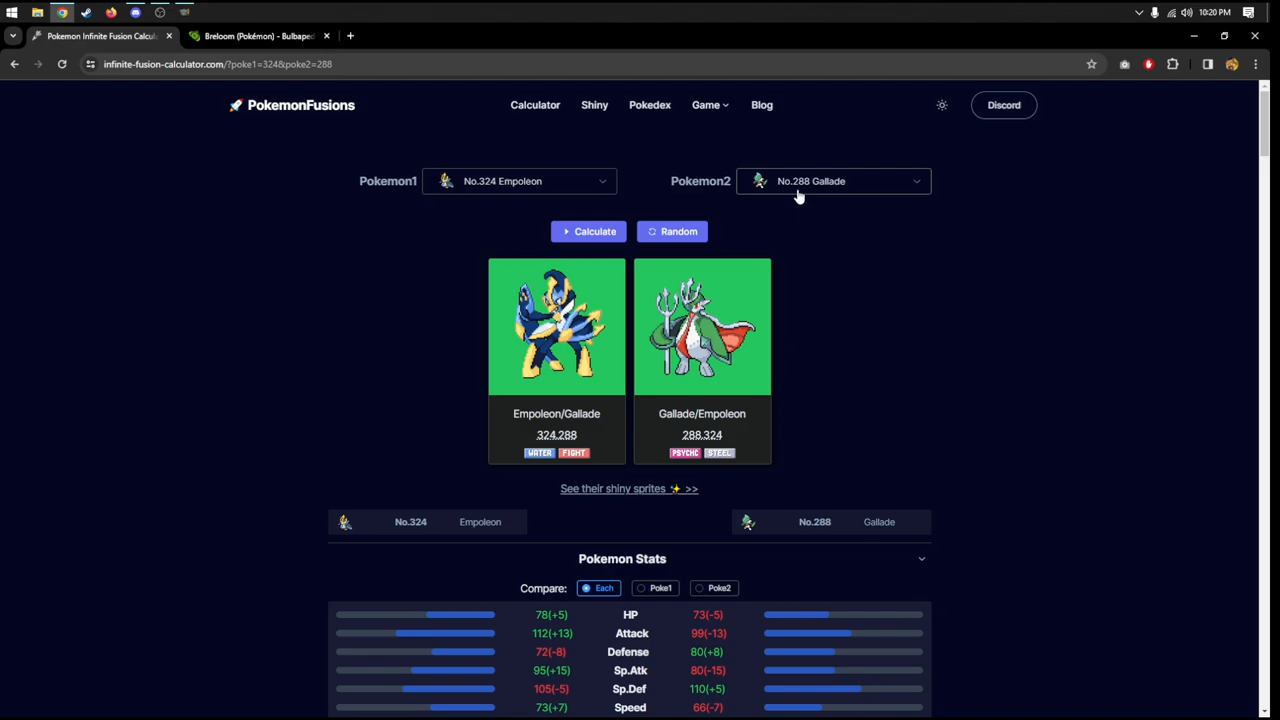 10:20 PM
Pokemon Infinite Fusion Calcula
Breloom (Pokémon) - Bulbaped
infinite-fusion-calculator.com/?poke1=324&poke2=288
PokemonFusions
Calculator
Shiny
Pokedex
Game
Blog
Discord
Pokemon1
No.324 Empoleon
Pokemon2
No.288 Gallade
Calculate
Random
Empoleon/Gallade
324.288
WATER FIGHT
Gallade/Empoleon
288.324
PSYCHC STEEL
See their shiny sprites ✨ >>
No.324 Empoleon
No.288 Gallade
Pokemon Stats
Compare: Each Poke1 Poke2
78(+5) HP 73(-5)
112(+13) Attack 99(-13)
72(-8) Defense 80(+8)
95(+15) Sp.Atk 80(-15)
105(-5) Sp.Def 110(+5)
73(+7) Speed 66(-7)